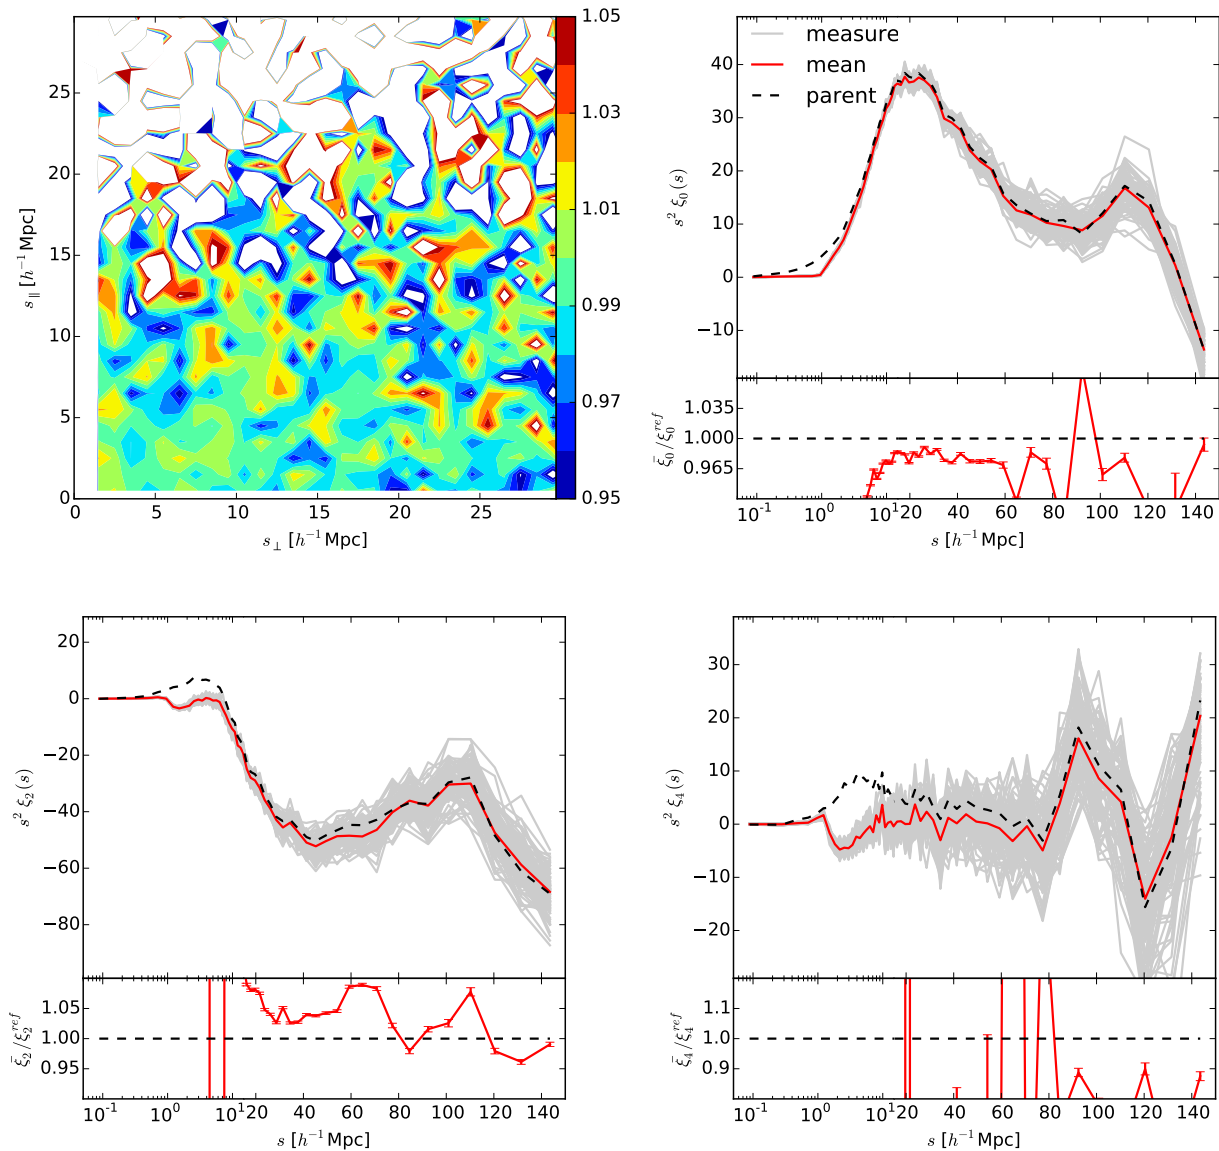 1.05
1.03
1.01
0.99
0.97
0.95
25
20
15
10
5
0
s∥ [h⁻¹ Mpc]
0 5 10 15 20 25
s⊥ [h⁻¹ Mpc]
measure
mean
parent
40
30
20
10
0
−10
s² ξ₀(s)
1.035
1.000
0.965
ξ̄₀/ξ₀^ref
10⁻¹ 10⁰ 10¹ 20 40 60 80 100 120 140
s [h⁻¹ Mpc]
20
0
−20
−40
−60
−80
s² ξ₂(s)
1.05
1.00
0.95
ξ̄₂/ξ₂^ref
10⁻¹ 10⁰ 10¹ 20 40 60 80 100 120 140
s [h⁻¹ Mpc]
30
20
10
0
−10
−20
s² ξ₄(s)
1.1
1.0
0.9
ξ̄₄/ξ₄^ref
10⁻¹ 10⁰ 10¹ 20 40 60 80 100 120 140
s [h⁻¹ Mpc]